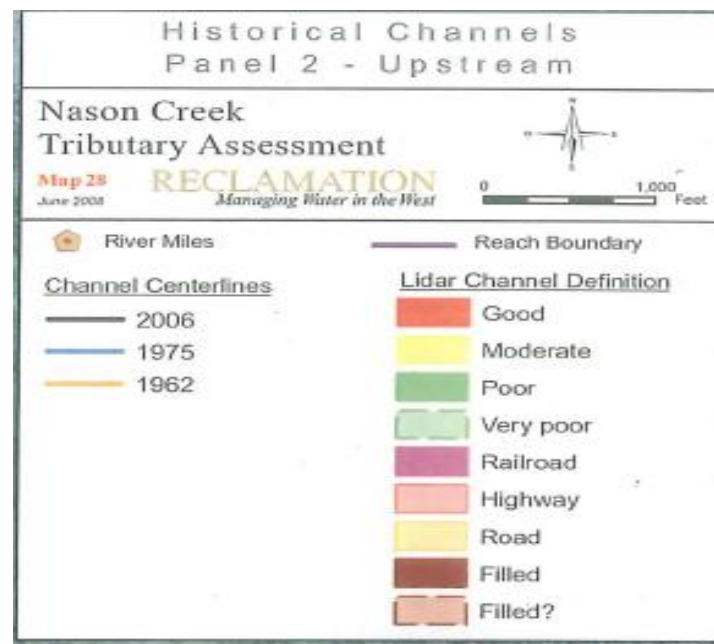 Historical Channels
Panel 2 - Upstream
Nason Creek
Tributary Assessment
Map 28
RECLAMATION
June 2008
Managing Water in the West
0
1,000
Feet
River Miles
Reach Boundary
Channel Centerlines
2006
1975
1962
Lidar Channel Definition
Good
Moderate
Poor
Very poor
Railroad
Highway
Road
Filled
Filled?